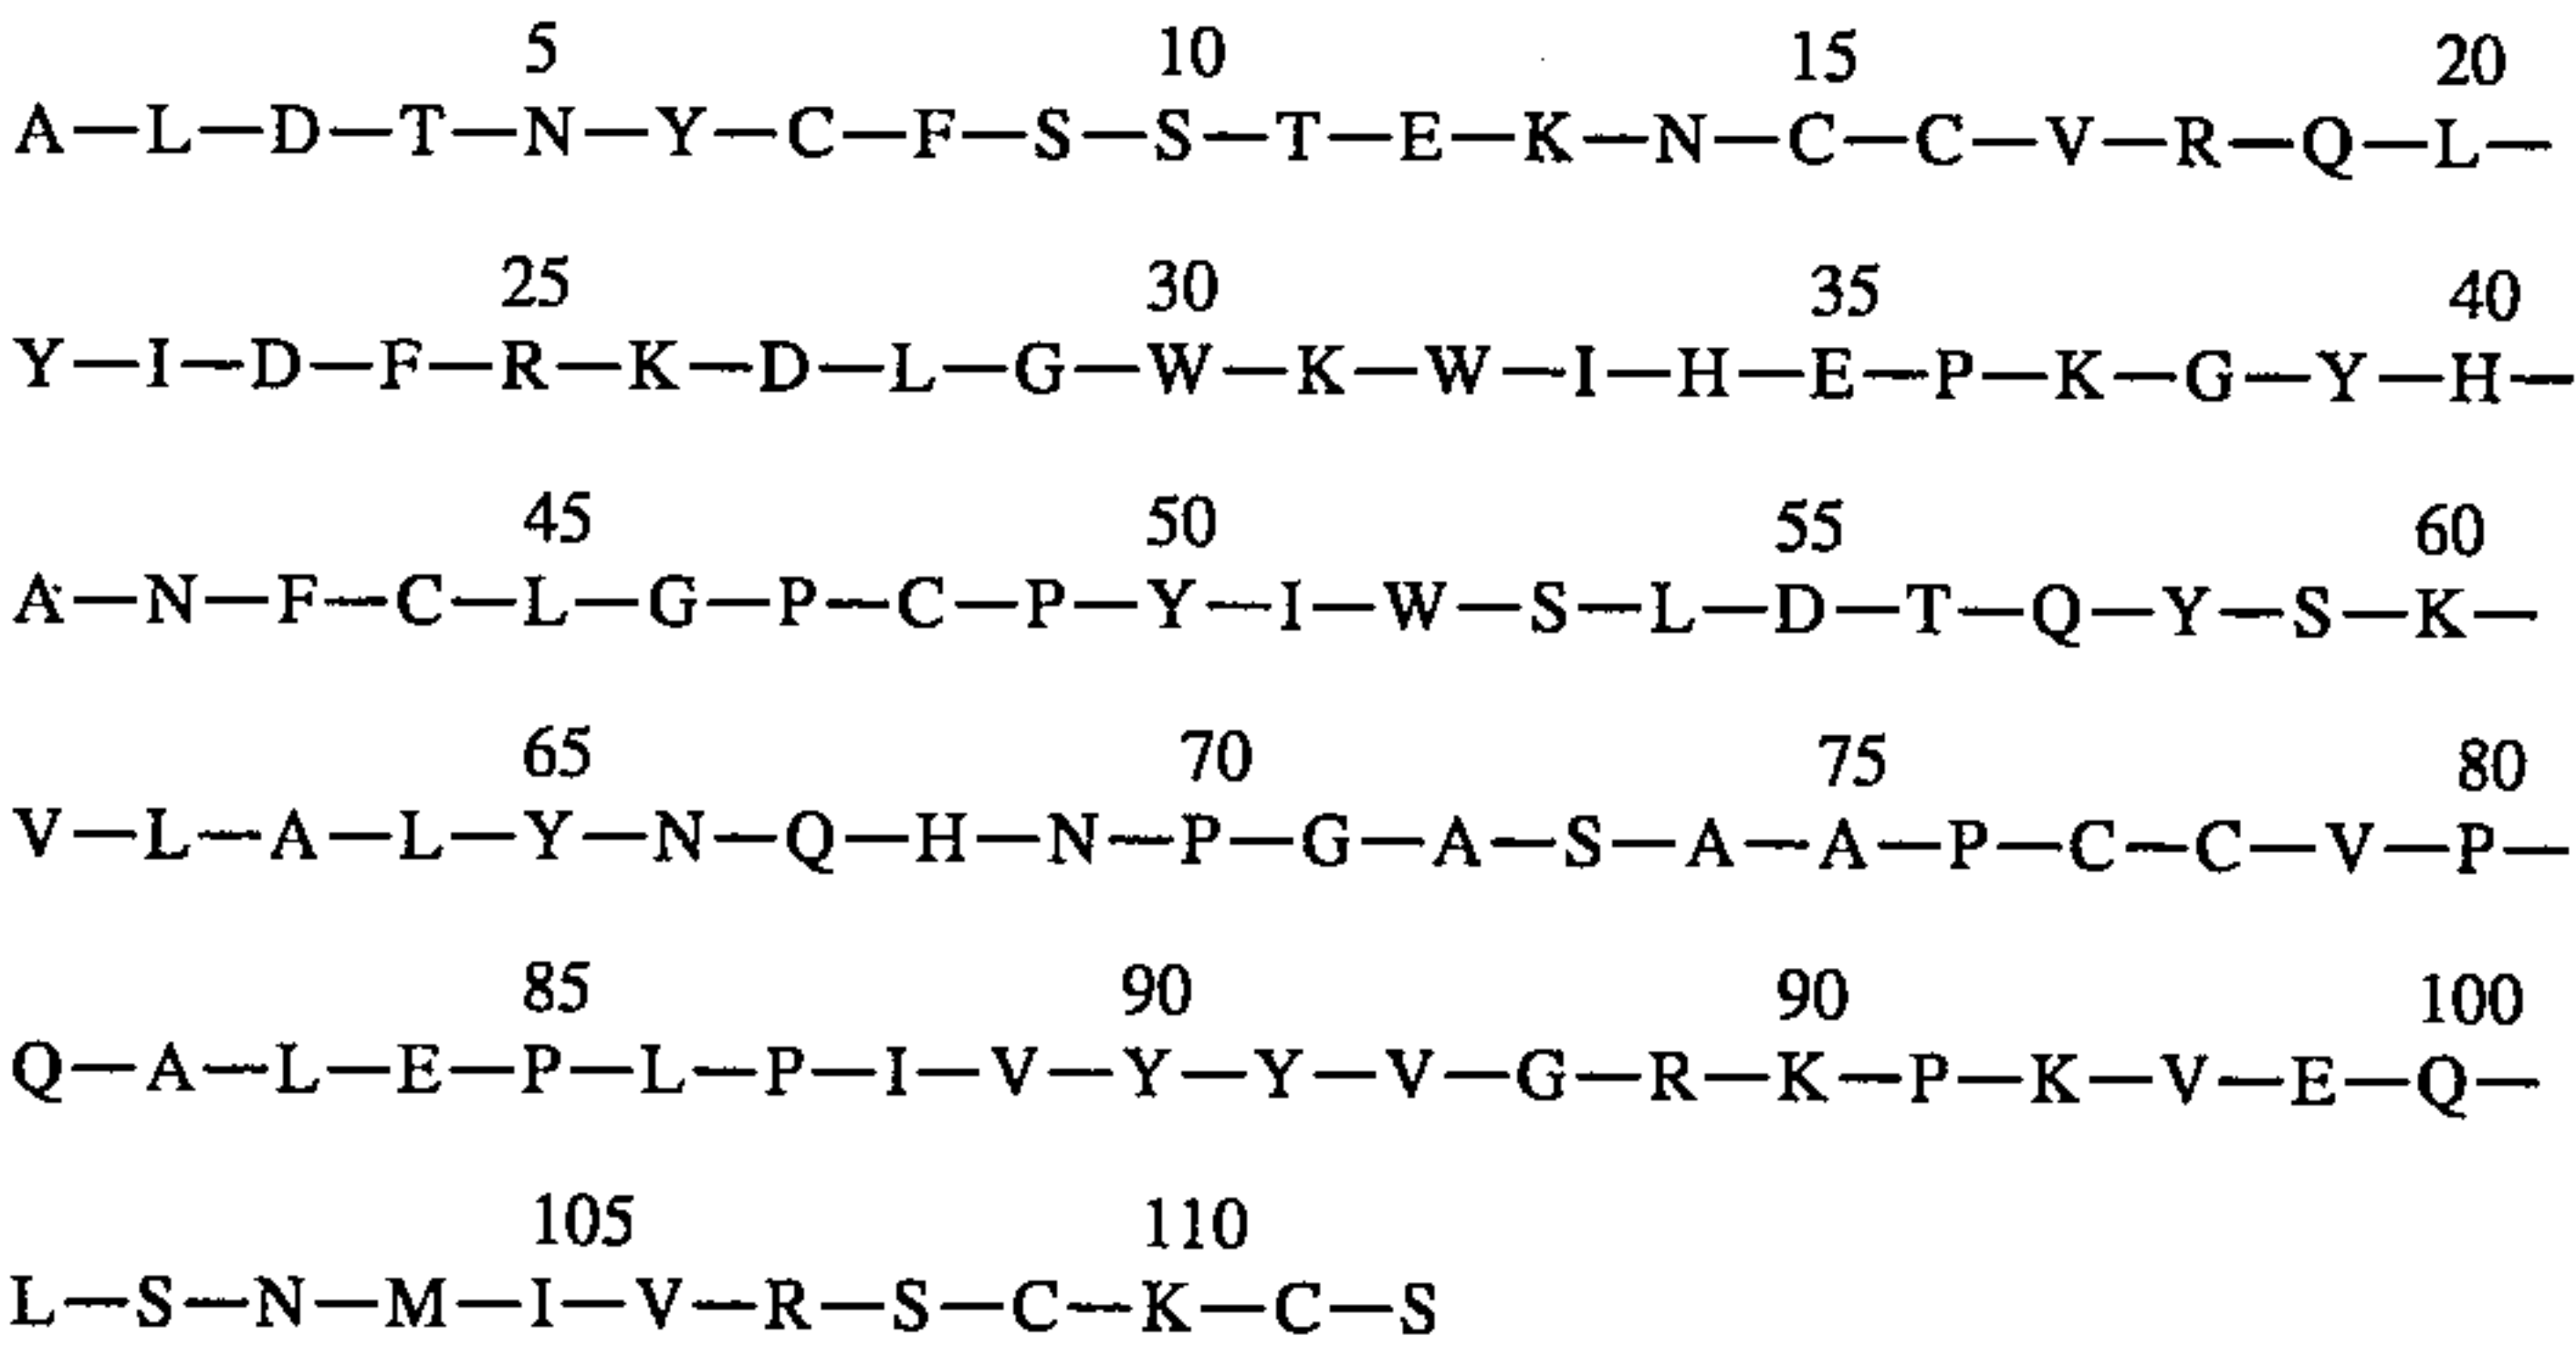 5 10 15 20
A—L—D—T—N—Y—C—F—S—S—T—E—K—N—C—C—V—R—Q—L—
25 30 35 40
Y—I—D—F—R—K—D—L—G—W—K—W—I—H—E—P—K—G—Y—H—
45 50 55 60
A—N—F—C—L—G—P—C—P—Y—I—W—S—L—D—T—Q—Y—S—K—
65 70 75 80
V—L—A—L—Y—N—Q—H—N—P—G—A—S—A—A—P—C—C—V—P—
85 90 90 100
Q—A—L—E—P—L—P—I—V—Y—Y—V—G—R—K—P—K—V—E—Q—
105 110
L—S—N—M—I—V—R—S—C—K—C—S